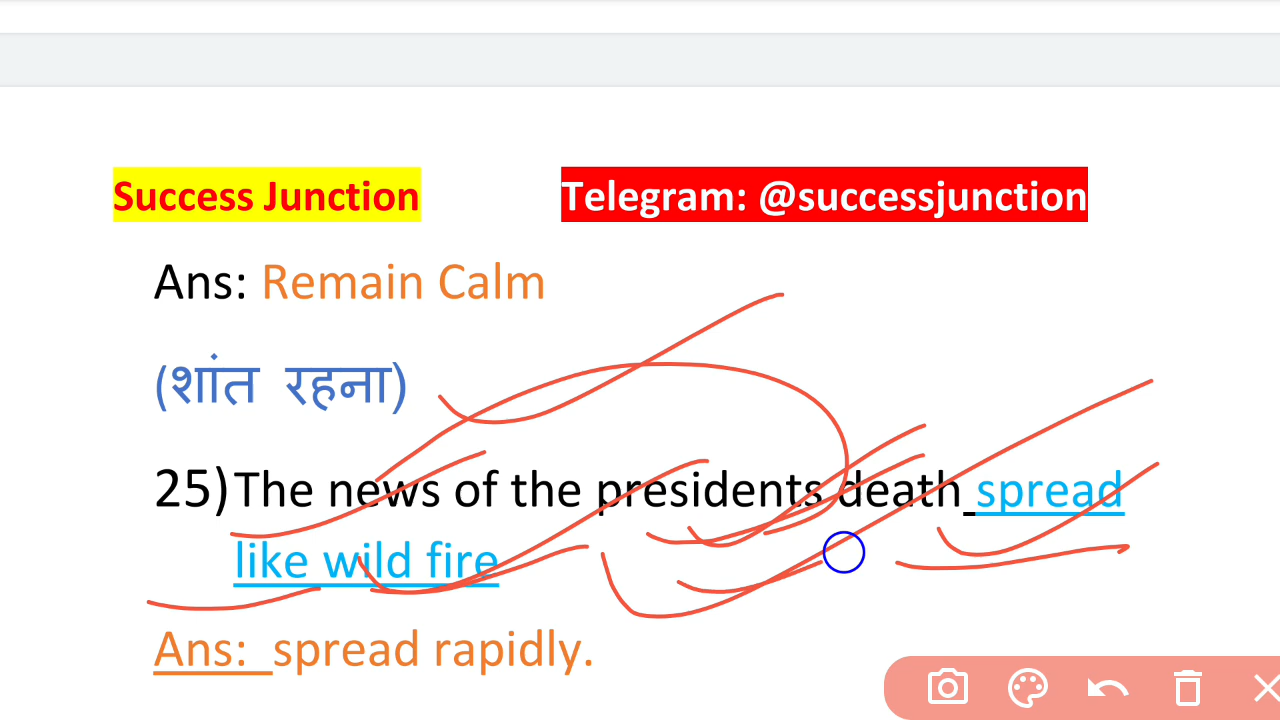 Success Junction Telegram: @successjunction
Ans: Remain Calm
(शांत रहना)
25) The news of the presidents death spread
like wild fire
Ans: spread rapidly.